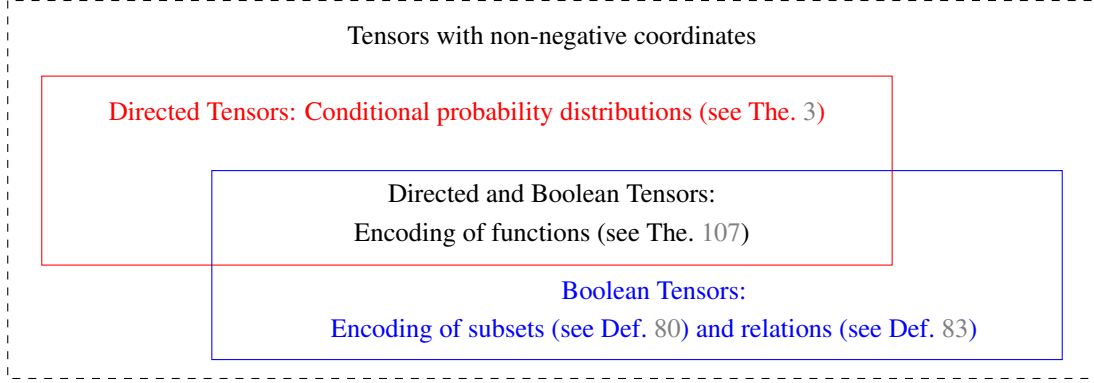 Tensors with non-negative coordinates
Directed Tensors: Conditional probability distributions (see The. 3)
Directed and Boolean Tensors:
Encoding of functions (see The. 107)
Boolean Tensors:
Encoding of subsets (see Def. 80) and relations (see Def. 83)